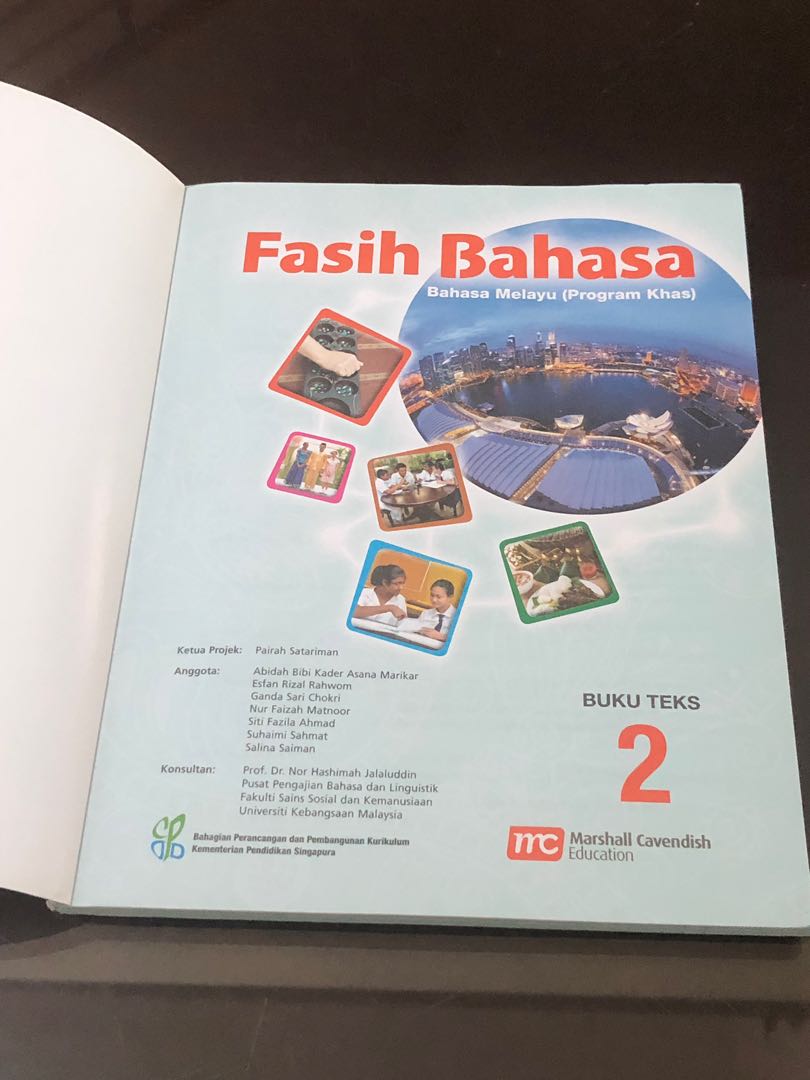 Fasih Bahasa
Bahasa Melayu (Program Khas)
Ketua Projek: Pairah Satariman
Anggota: Abidah Bibi Kader Asana Marikar
Esfan Rizal Rahwom
Ganda Sari Chokri
Nur Faizah Matnoor
Siti Fazila Ahmad
Suhaimi Sahmat
Salina Saiman
Konsultan: Prof. Dr. Nor Hashimah Jalaluddin
Pusat Pengajian Bahasa dan Linguistik
Fakulti Sains Sosial dan Kemanusiaan
Universiti Kebangsaan Malaysia
BUKU TEKS
2
CPDD
Bahagian Perancangan dan Pembangunan Kurikulum
Kementerian Pendidikan Singapura
mc Marshall Cavendish
Education